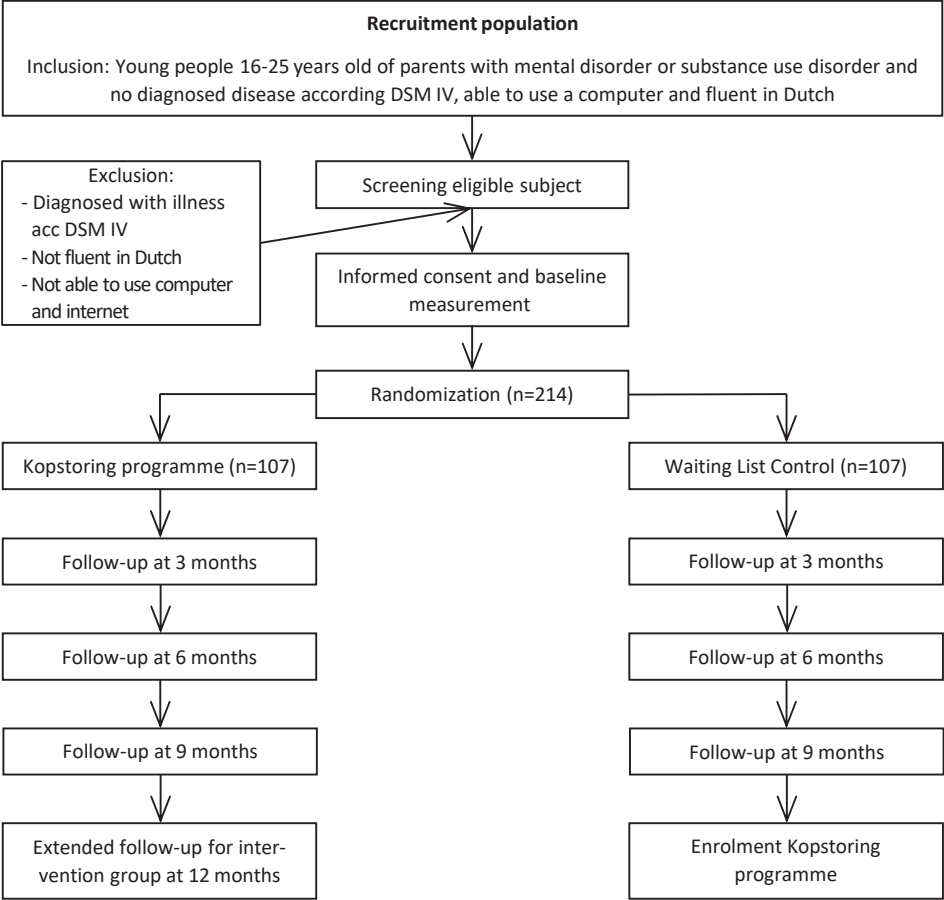 Recruitment population
Inclusion: Young people 16-25 years old of parents with mental disorder or substance use disorder and
no diagnosed disease according DSM IV, able to use a computer and fluent in Dutch
Screening eligible subject
Exclusion:
- Diagnosed with illness
acc DSM IV
- Not fluent in Dutch
- Not able to use computer
and internet
Informed consent and baseline
measurement
Randomization (n=214)
Kopstoring programme (n=107)
Waiting List Control (n=107)
Follow-up at 3 months
Follow-up at 3 months
Follow-up at 6 months
Follow-up at 6 months
Follow-up at 9 months
Follow-up at 9 months
Extended follow-up for inter-
vention group at 12 months
Enrolment Kopstoring
programme